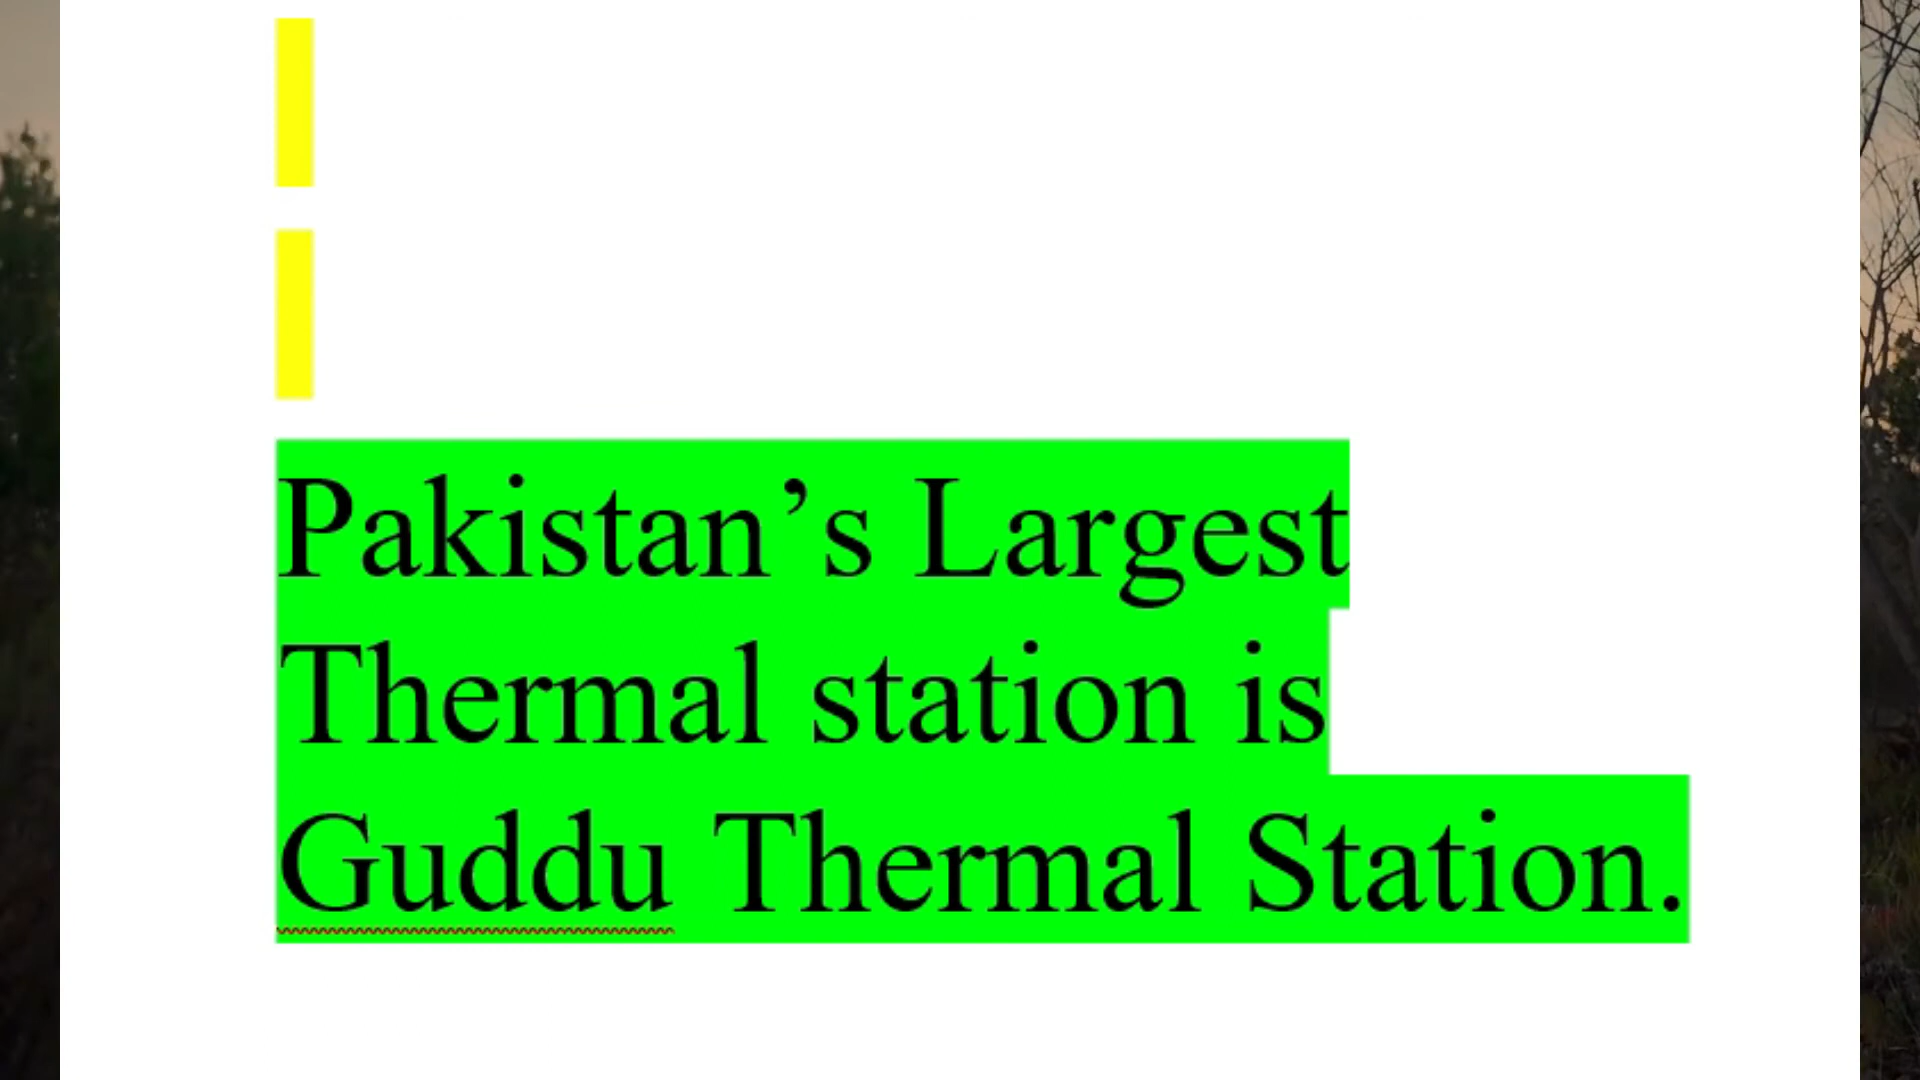 Pakistan’s Largest
Thermal station is
Guddu Thermal Station.